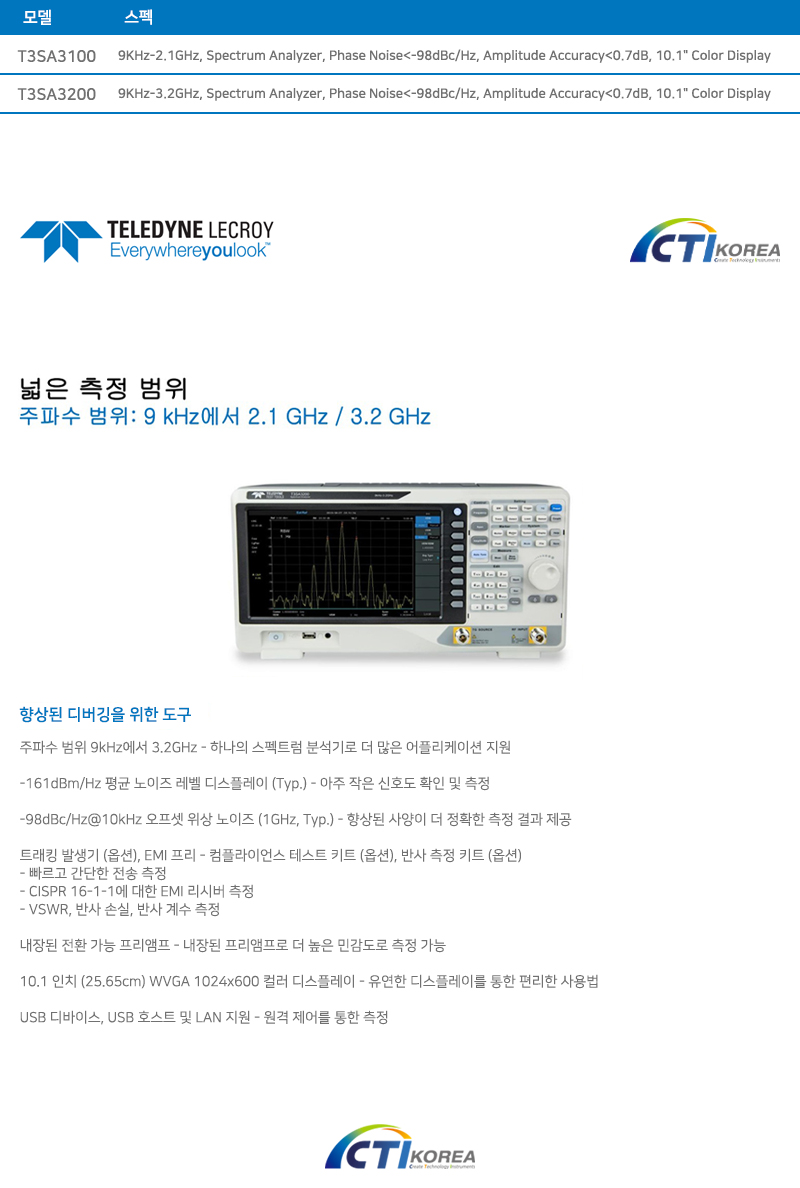 모델 스펙
T3SA3100 9KHz-2.1GHz, Spectrum Analyzer, Phase Noise<-98dBc/Hz, Amplitude Accuracy<0.7dB, 10.1" Color Display
T3SA3200 9KHz-3.2GHz, Spectrum Analyzer, Phase Noise<-98dBc/Hz, Amplitude Accuracy<0.7dB, 10.1" Color Display
TELEDYNE LECROY
Everywhereyoulook™
CTI KOREA
Create Technology Instruments
넓은 측정 범위
주파수 범위: 9 kHz에서 2.1 GHz / 3.2 GHz
TELEDYNE
향상된 디버깅을 위한 도구
주파수 범위 9kHz에서 3.2GHz - 하나의 스펙트럼 분석기로 더 많은 어플리케이션 지원
-161dBm/Hz 평균 노이즈 레벨 디스플레이 (Typ.) - 아주 작은 신호도 확인 및 측정
-98dBc/Hz@10kHz 오프셋 위상 노이즈 (1GHz, Typ.) - 향상된 사양이 더 정확한 측정 결과 제공
트래킹 발생기 (옵션), EMI 프리 - 컴플라이언스 테스트 키트 (옵션), 반사 측정 키트 (옵션)
- 빠르고 간단한 전송 측정
- CISPR 16-1-1에 대한 EMI 리시버 측정
- VSWR, 반사 손실, 반사 계수 측정
내장된 전환 가능 프리앰프 - 내장된 프리앰프로 더 높은 민감도로 측정 가능
10.1 인치 (25.65cm) WVGA 1024x600 컬러 디스플레이 - 유연한 디스플레이를 통한 편리한 사용법
USB 디바이스, USB 호스트 및 LAN 지원 - 원격 제어를 통한 측정
CTI KOREA
Create Technology Instruments